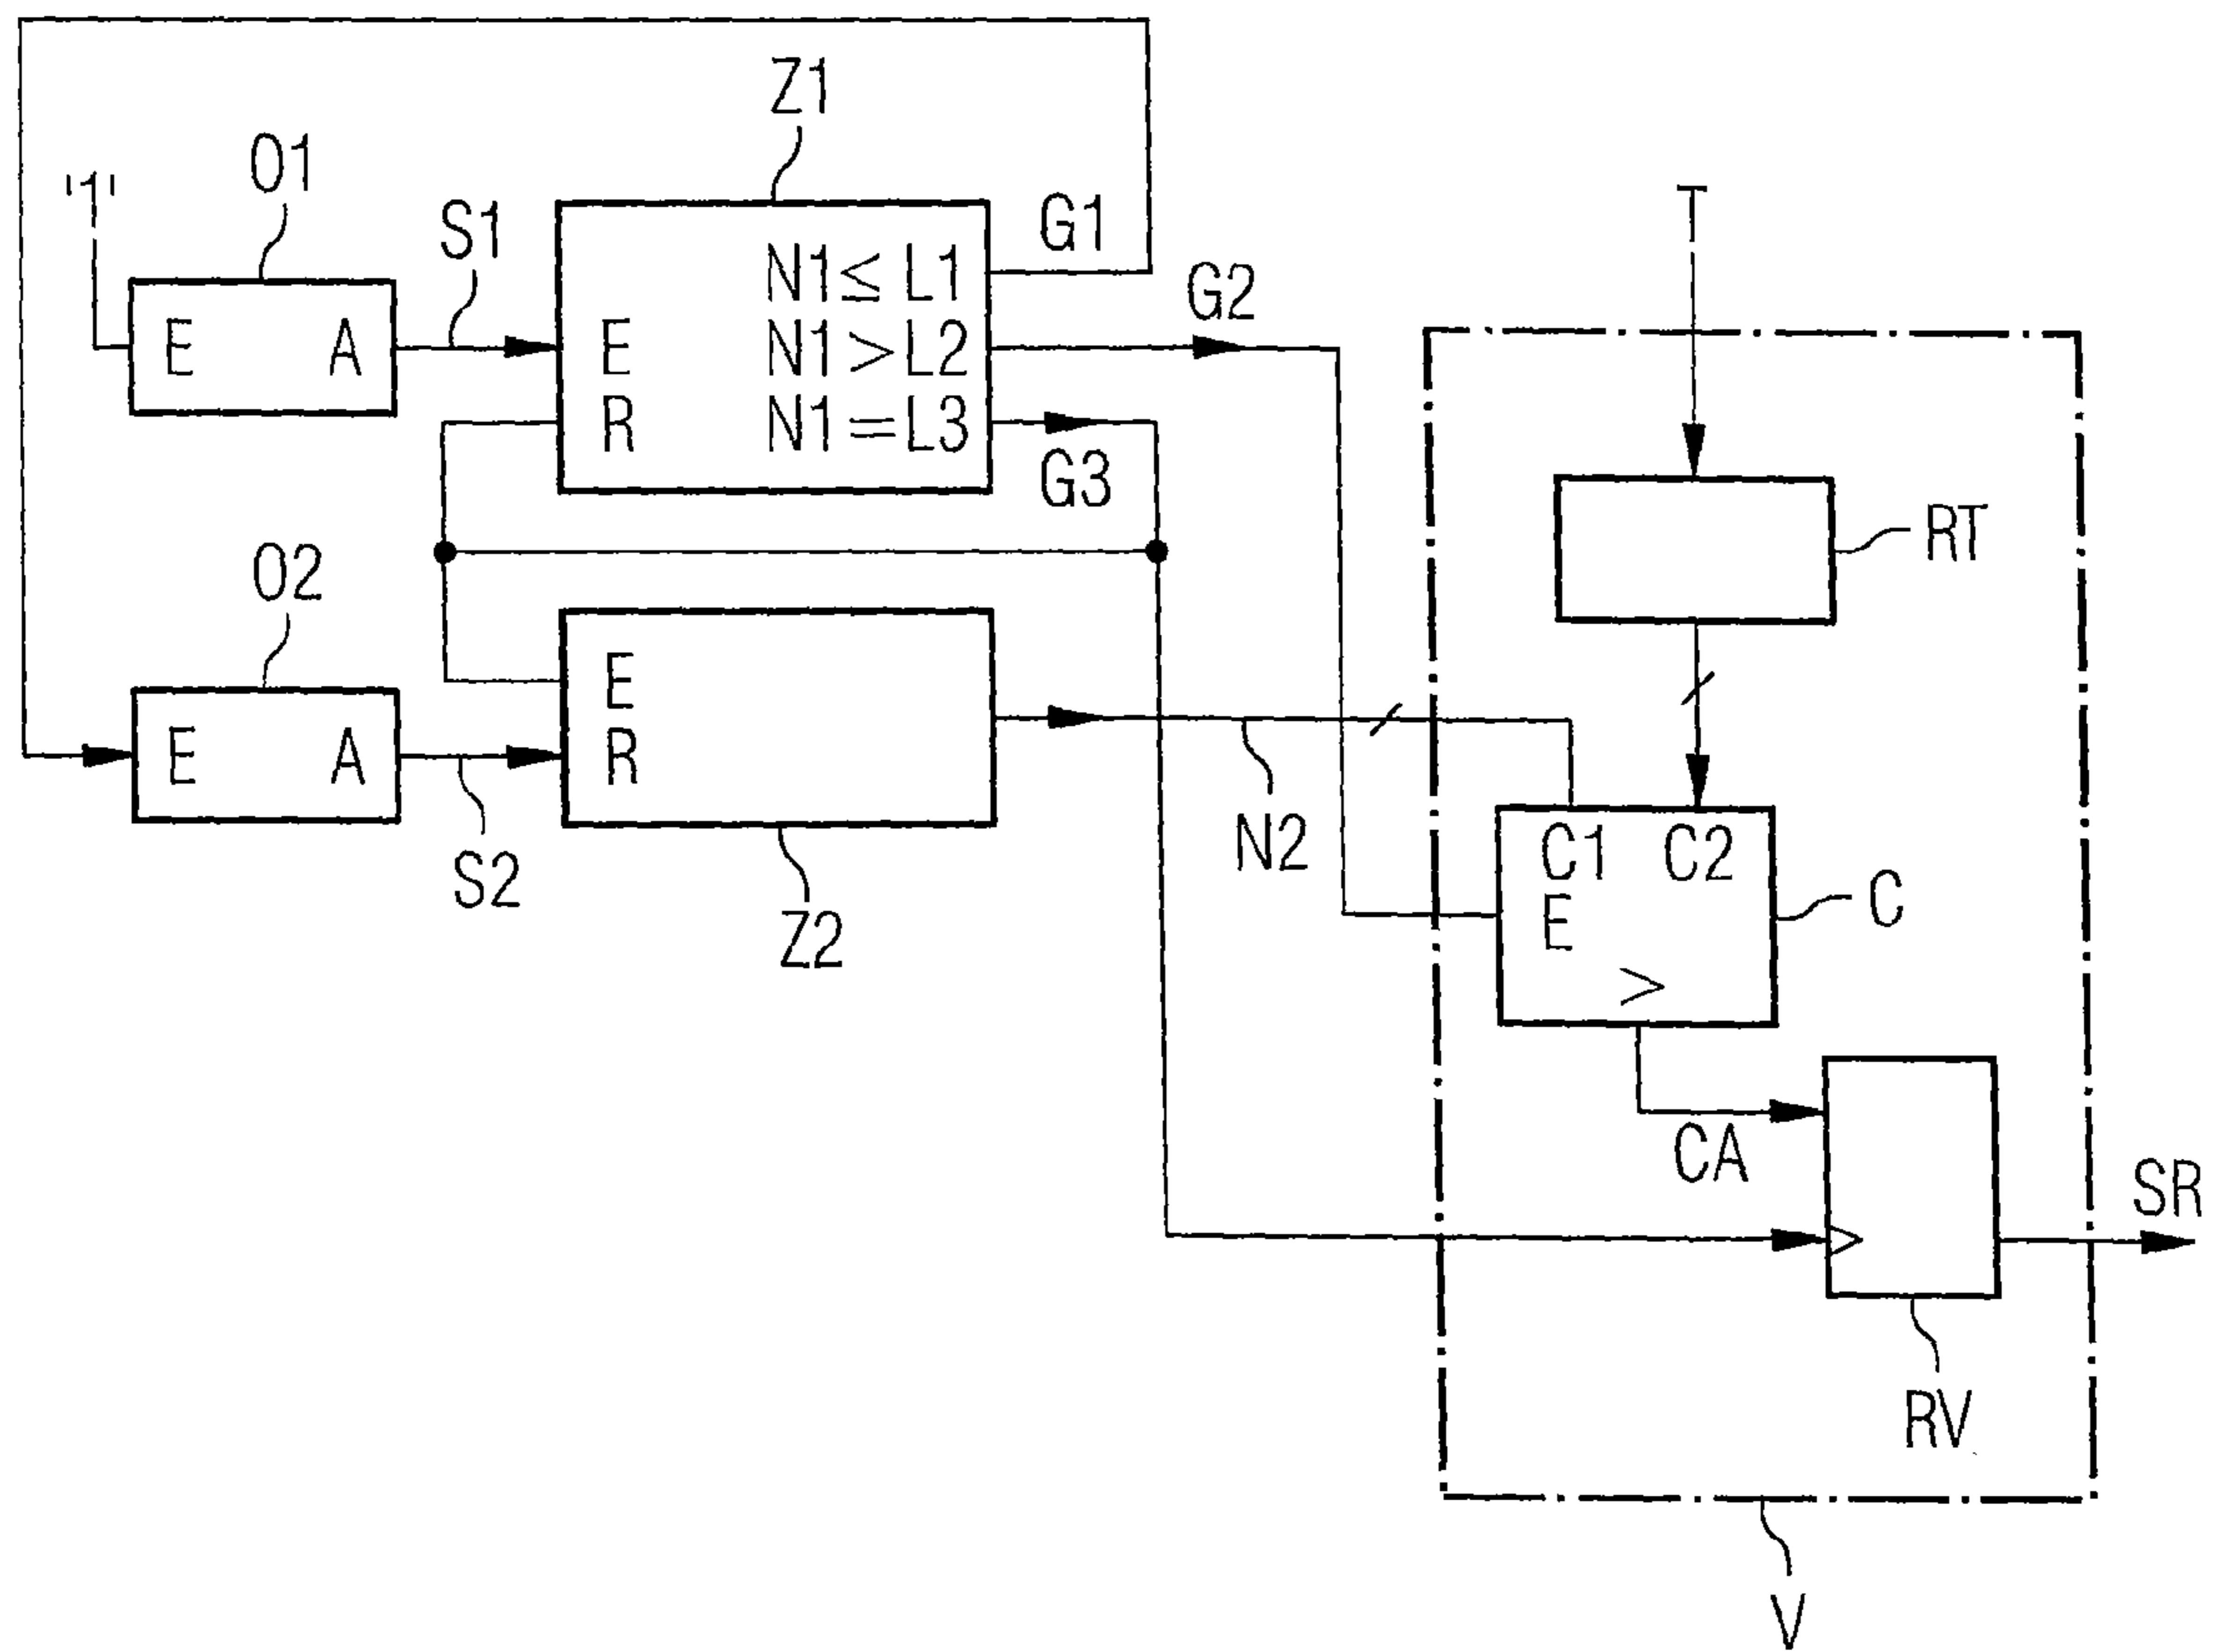 Z1
O1
'1'
S1
G1
N1 ≤ L1
G2
E A
E N1 > L2
R N1 = L3
G3
T
RT
O2
E
R
E A
N2
S2
Z2
C1 C2
E
>
C
CA
SR
RV
V